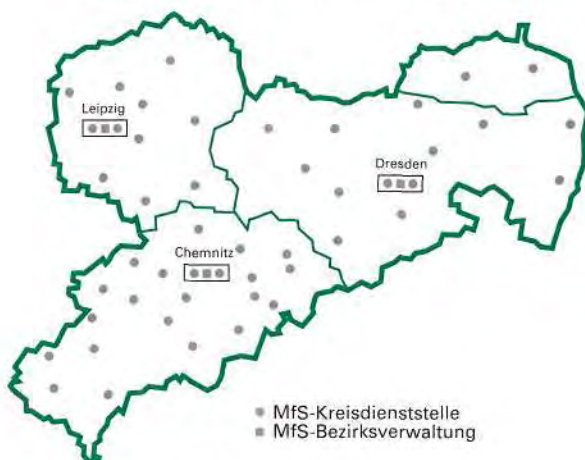 Leipzig
Dresden
Chemnitz
MfS-Kreisdienststelle
MfS-Bezirksverwaltung